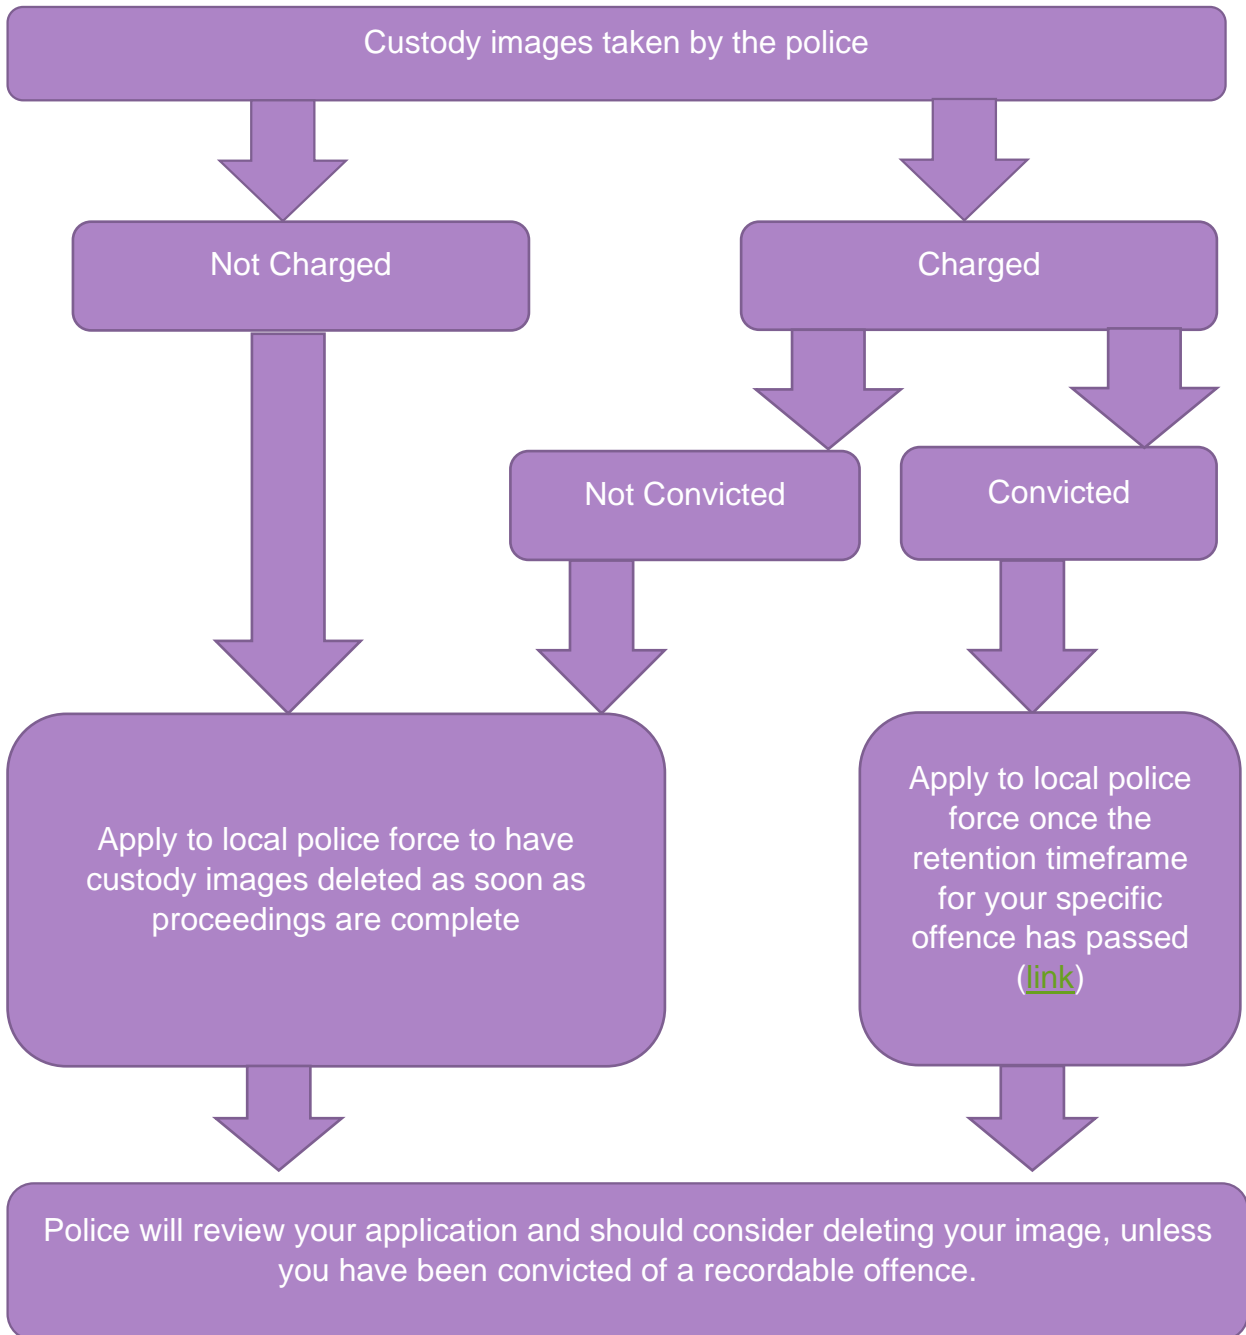 Custody images taken by the police
Not Charged
Charged
Not Convicted
Convicted
Apply to local police force to have
custody images deleted as soon as
proceedings are complete
Apply to local police
force once the
retention timeframe
for your specific
offence has passed
(link)
Police will review your application and should consider deleting your image, unless
you have been convicted of a recordable offence.